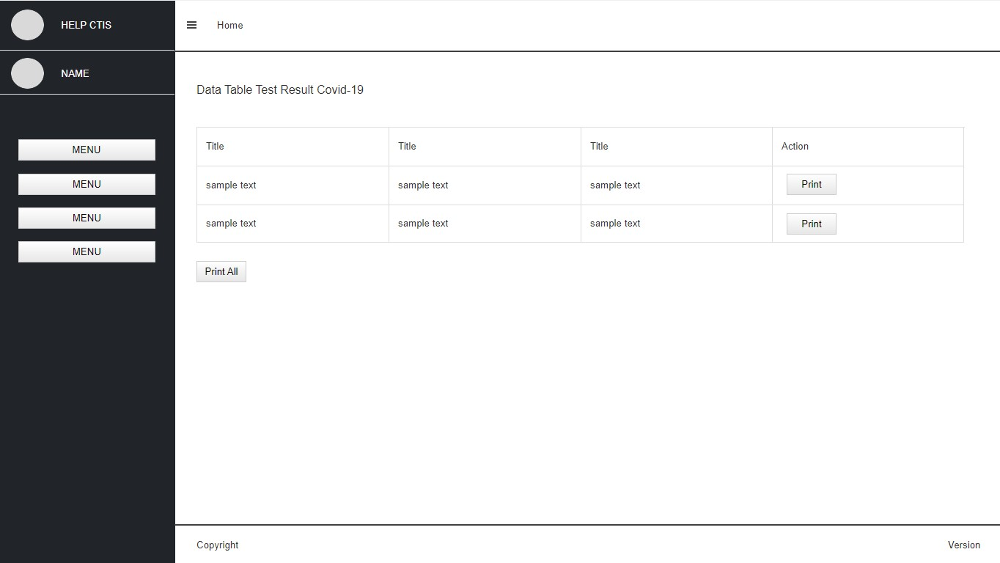 HELP CTIS
NAME
MENU
MENU
MENU
MENU
Home
Data Table Test Result Covid-19
Title Title Title Action
sample text sample text sample text Print
sample text sample text sample text Print
Print All
Copyright Version